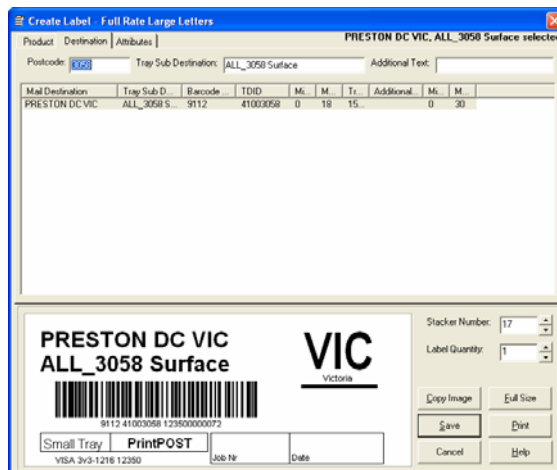 Create Label - Full Rate Large Letters
Product Destination Attributes PRESTON DC VIC, ALL_3058 Surface selected
Postcode: 3058 Tray Sub Destination: ALL_3058 Surface Additional Text:
Mail Destination Tray Sub D... Barcode ... TDID Mi... M... Tr... Additional... Mi... M...
PRESTON DC VIC ALL_3058 S... 9112 41003058 0 18 15... 0 30
PRESTON DC VIC
ALL_3058 Surface
VIC
Victoria
9112 41003058 123500000072
Small Tray PrintPOST
VISA 3v3-1216 12350 Job Nr Date
Stacker Number: 17
Label Quantity: 1
Copy Image Full Size
Save Print
Cancel Help